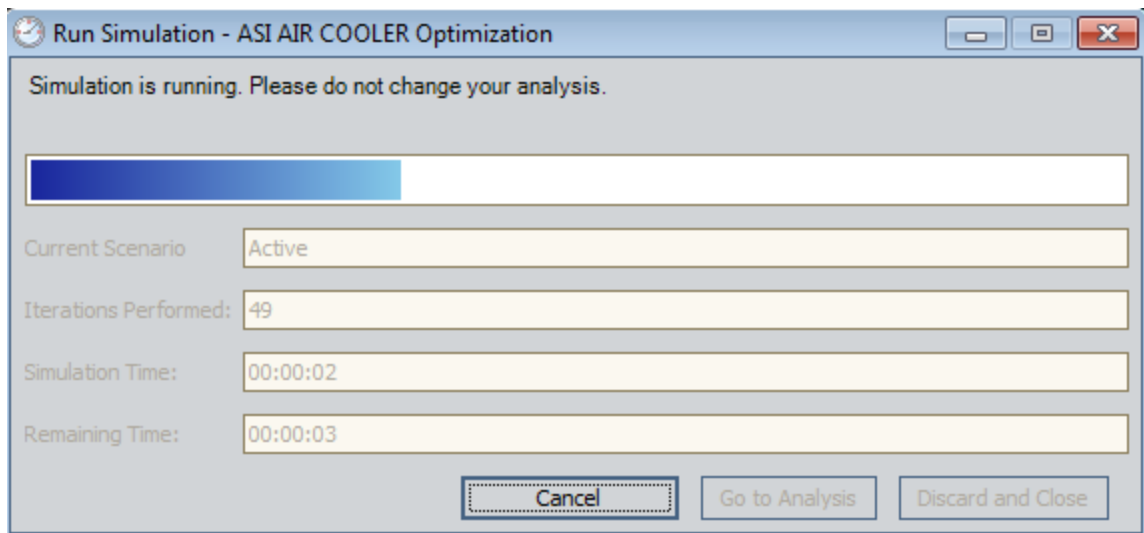 Run Simulation - ASI AIR COOLER Optimization
Simulation is running. Please do not change your analysis.
Current Scenario Active
Iterations Performed: 49
Simulation Time: 00:00:02
Remaining Time: 00:00:03
Cancel Go to Analysis Discard and Close